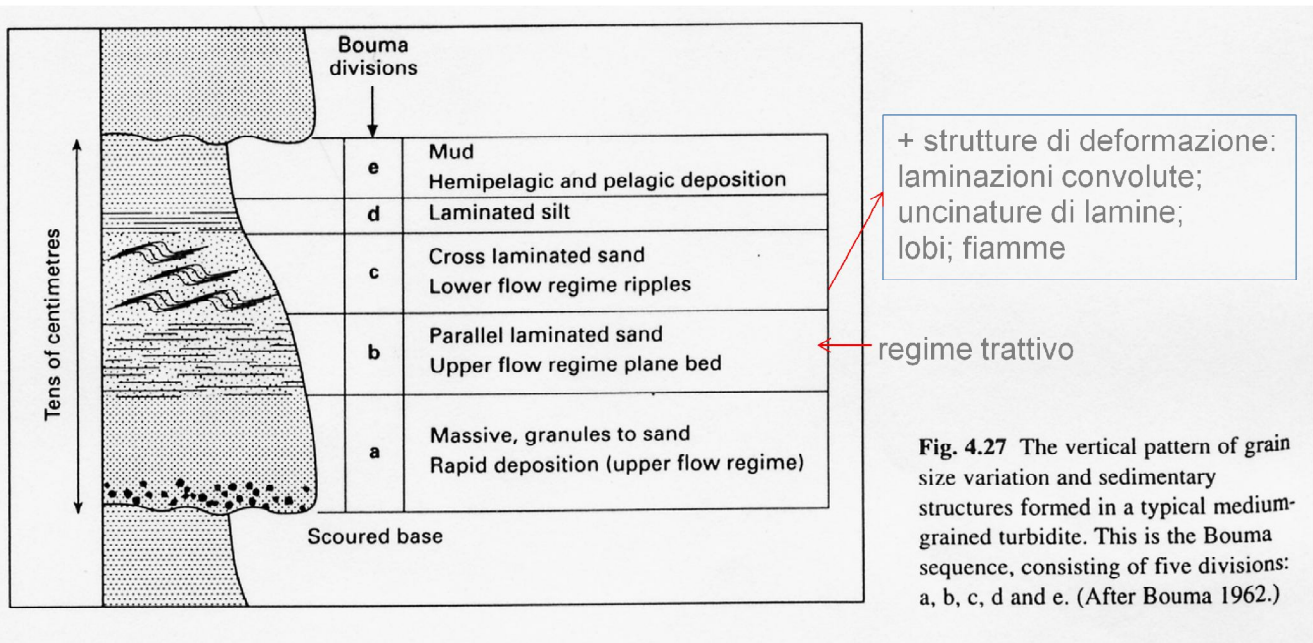 Bouma
divisions
Tens of centimetres
e
Mud
Hemipelagic and pelagic deposition
d
Laminated silt
c
Cross laminated sand
Lower flow regime ripples
b
Parallel laminated sand
Upper flow regime plane bed
a
Massive, granules to sand
Rapid deposition (upper flow regime)
Scoured base
+ strutture di deformazione:
laminazioni convolute;
uncinature di lamine;
lobi; fiamme
regime trattivo
Fig. 4.27 The vertical pattern of grain
size variation and sedimentary
structures formed in a typical medium-
grained turbidite. This is the Bouma
sequence, consisting of five divisions:
a, b, c, d and e. (After Bouma 1962.)